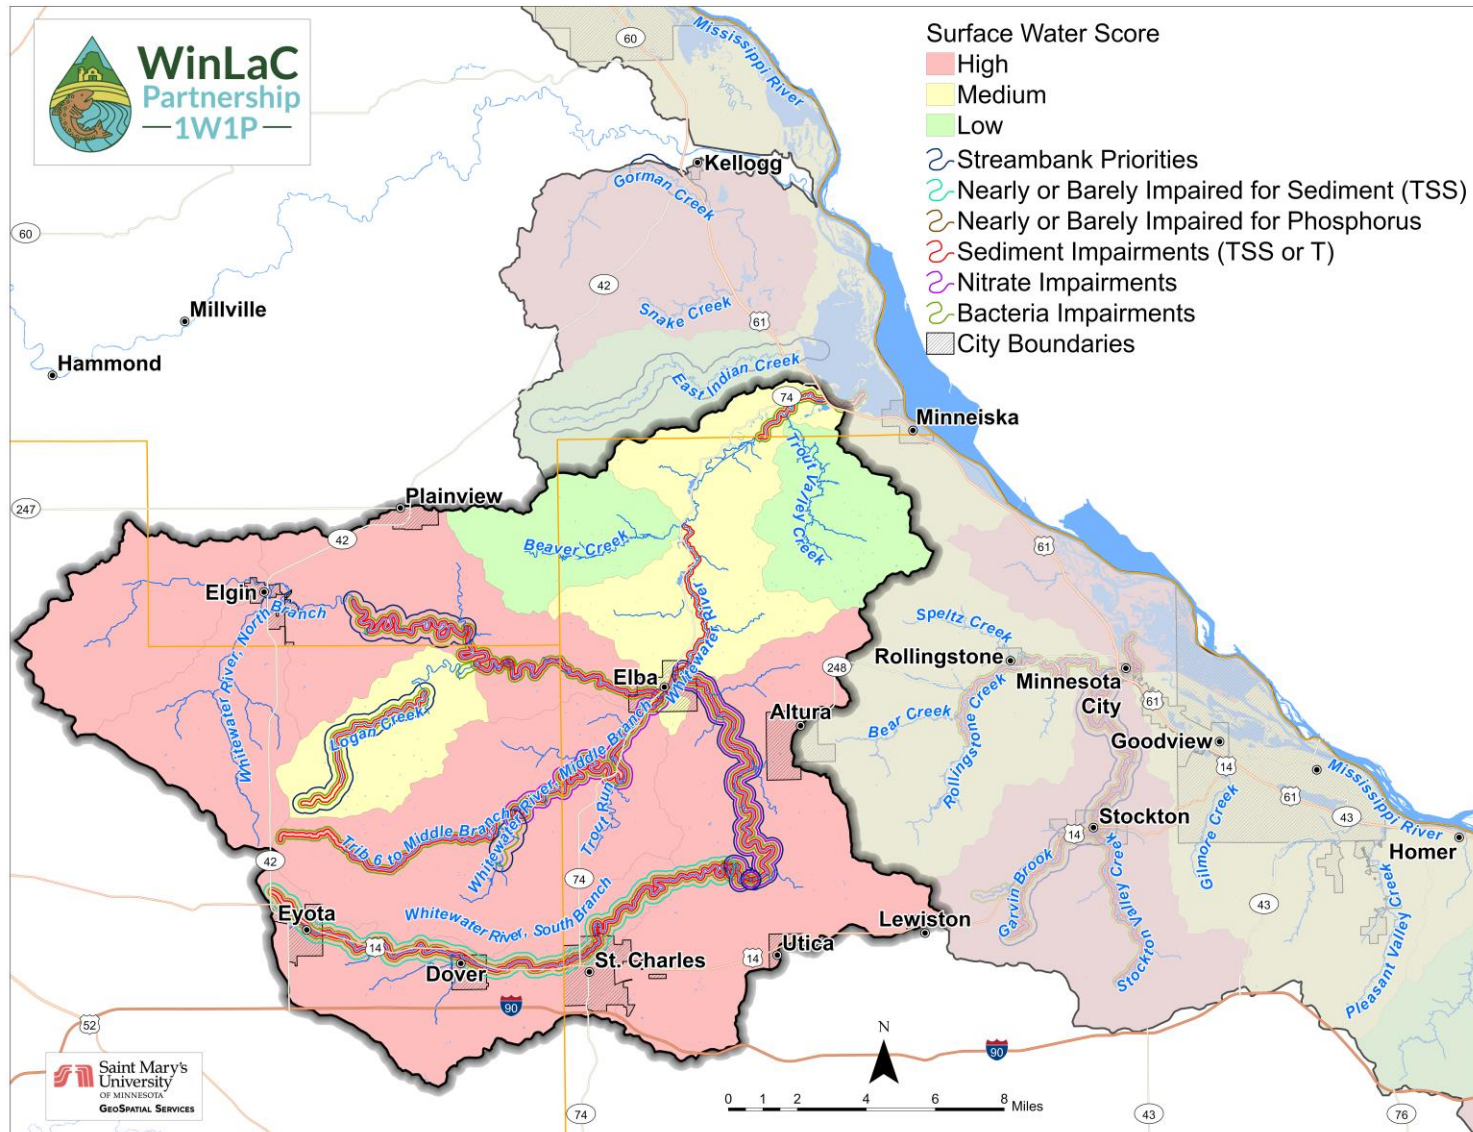 WinLaC
Partnership
1W1P
Surface Water Score
High
Medium
Low
Streambank Priorities
Nearly or Barely Impaired for Sediment (TSS)
Nearly or Barely Impaired for Phosphorus
Sediment Impairments (TSS or T)
Nitrate Impairments
Bacteria Impairments
City Boundaries
60
Mississippi River
Kellogg
Gorman Creek
60
42
Millville
Snake Creek
61
Hammond
East Indian Creek
74
Minneiska
Trout Valley Creek
Plainview
247
42
Beaver Creek
61
Elgin
Whitewater River, North Branch
Whitewater River
Speltz Creek
Rollingstone
248
Elba
Minnesota
City
61
Logan Creek
Altura
Bear Creek
Rollingstone Creek
Goodview
14
Mississippi River
61
43
Whitewater River, Middle Branch
Trib 6 to Middle Branch
Trout Run
Stockton
14
Gilmore Creek
Homer
42
74
Garvin Brook
Stockton Valley Creek
43
Pleasant Valley Creek
Eyota
Whitewater River, South Branch
Lewiston
14
Dover
St. Charles
14
Utica
90
52
90
N
Saint Mary's
University
OF MINNESOTA
GEOSPATIAL SERVICES
0 1 2 4 6 8 Miles
74
43
76